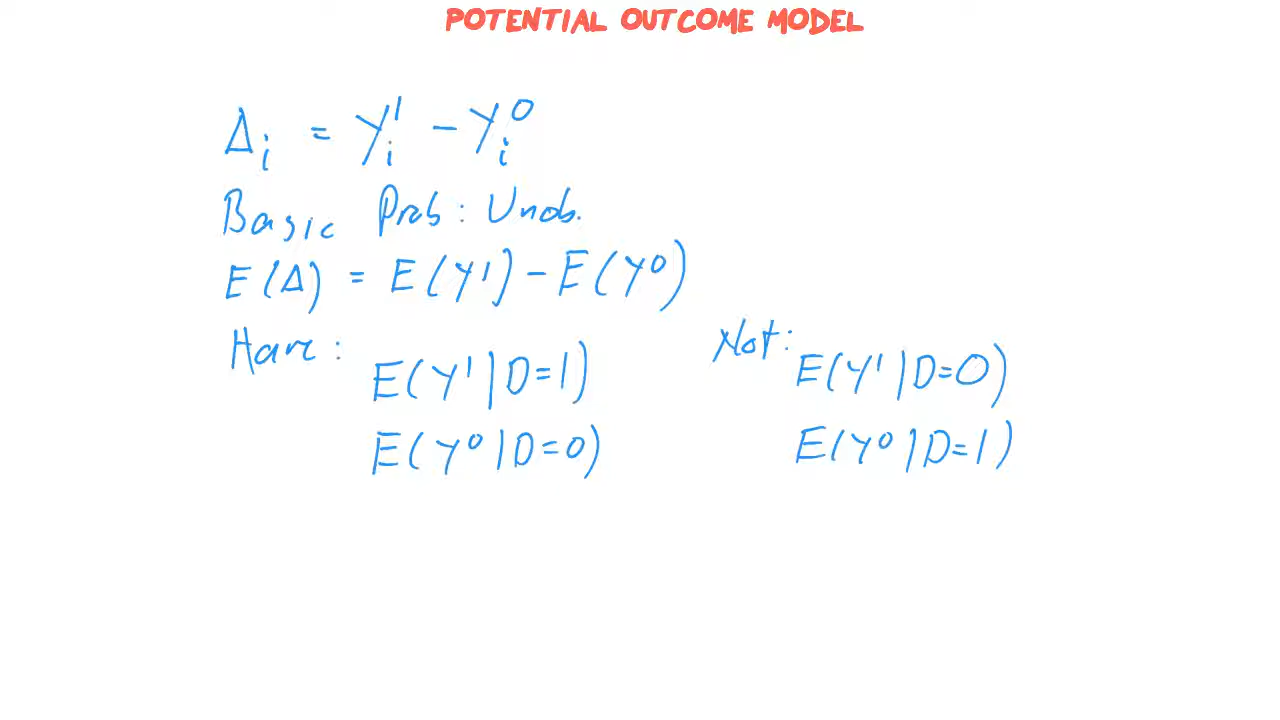 POTENTIAL OUTCOME MODEL
Δᵢ = Yᵢ¹ − Yᵢ⁰
Basic Prob: Unob.
E(Δ) = E(Y¹) − E(Y⁰)
Have: Not:
E(Y¹|D=1) E(Y¹|D=0)
E(Y⁰|D=0) E(Y⁰|D=1)